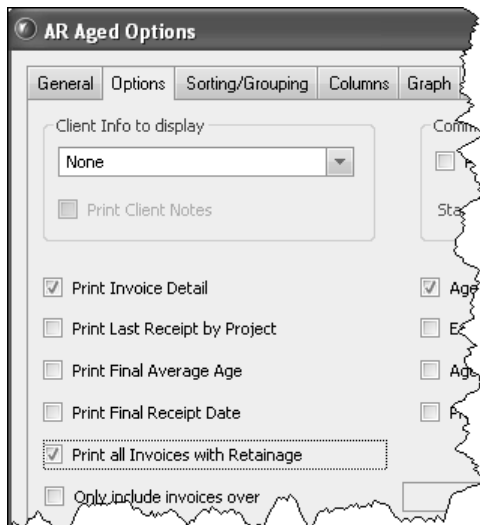 AR Aged Options
General Options Sorting/Grouping Columns Graph
Client Info to display
None
Print Client Notes
Print Invoice Detail
Print Last Receipt by Project
Print Final Average Age
Print Final Receipt Date
Print all Invoices with Retainage
Only include invoices over